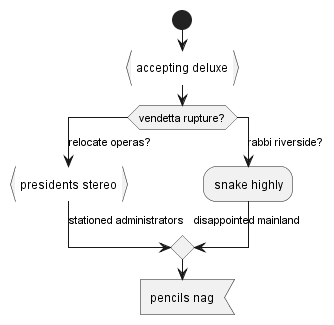 accepting deluxe
vendetta rupture?
relocate operas?
rabbi riverside?
presidents stereo
snake highly
stationed administrators
disappointed mainland
pencils nag